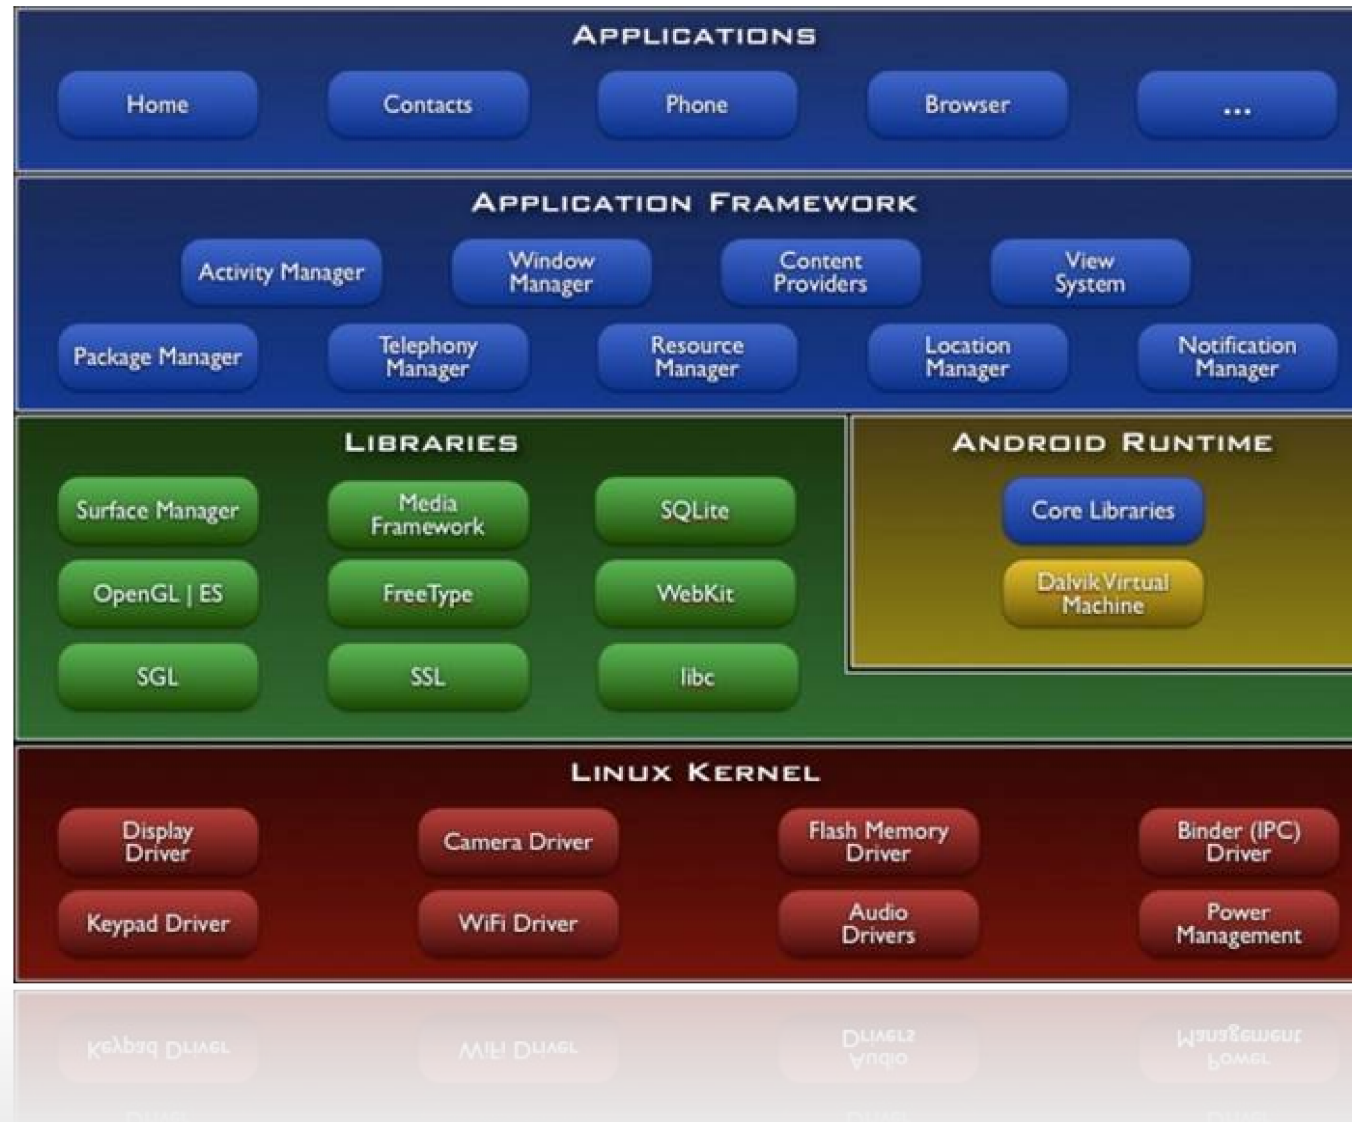 APPLICATIONS
Home
Contacts
Phone
Browser
...
APPLICATION FRAMEWORK
Activity Manager
Window
Manager
Content
Providers
View
System
Package Manager
Telephony
Manager
Resource
Manager
Location
Manager
Notification
Manager
LIBRARIES
Surface Manager
Media
Framework
SQLite
OpenGL | ES
FreeType
WebKit
SGL
SSL
libc
ANDROID RUNTIME
Core Libraries
Dalvik Virtual
Machine
LINUX KERNEL
Display
Driver
Camera Driver
Flash Memory
Driver
Binder (IPC)
Driver
Keypad Driver
WiFi Driver
Audio
Drivers
Power
Management